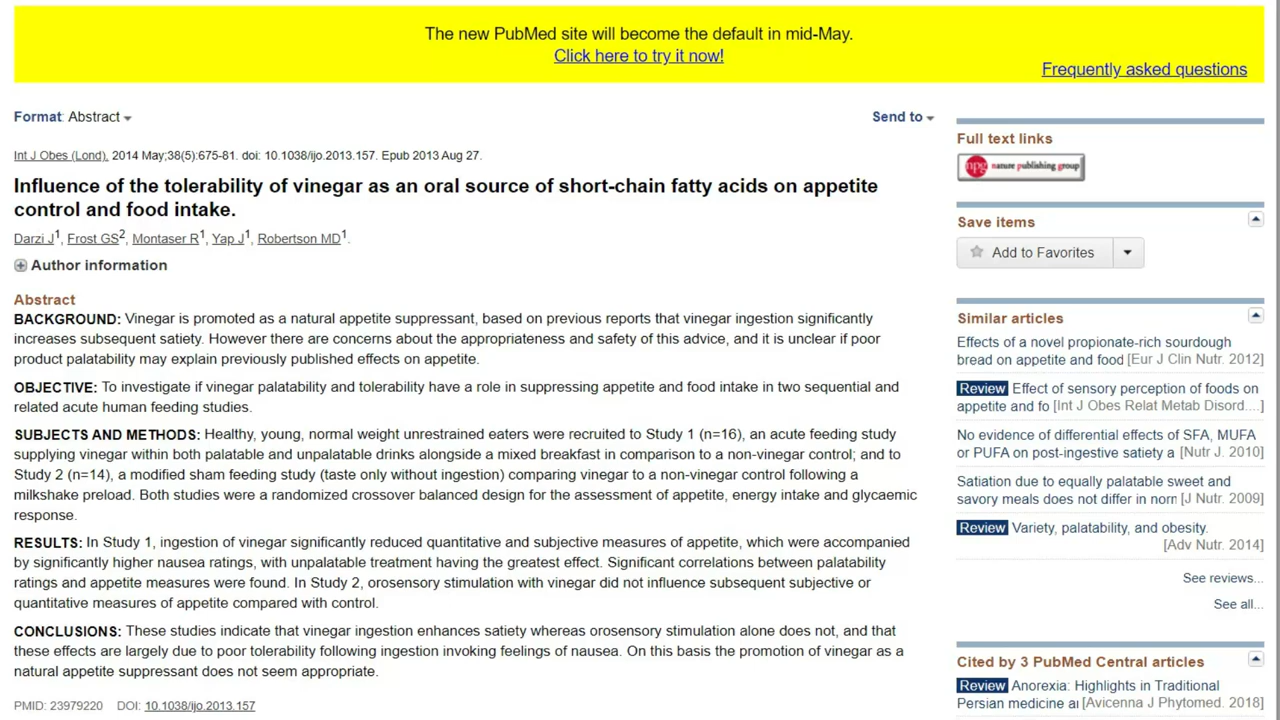 The new PubMed site will become the default in mid-May.
Click here to try it now!
Frequently asked questions
Format: Abstract
Send to
Int J Obes (Lond). 2014 May;38(5):675-81. doi: 10.1038/ijo.2013.157. Epub 2013 Aug 27.
Influence of the tolerability of vinegar as an oral source of short-chain fatty acids on appetite
control and food intake.
Darzi J1, Frost GS2, Montaser R1, Yap J1, Robertson MD1.
Author information
Abstract
BACKGROUND: Vinegar is promoted as a natural appetite suppressant, based on previous reports that vinegar ingestion significantly
increases subsequent satiety. However there are concerns about the appropriateness and safety of this advice, and it is unclear if poor
product palatability may explain previously published effects on appetite.
OBJECTIVE: To investigate if vinegar palatability and tolerability have a role in suppressing appetite and food intake in two sequential and
related acute human feeding studies.
SUBJECTS AND METHODS: Healthy, young, normal weight unrestrained eaters were recruited to Study 1 (n=16), an acute feeding study
supplying vinegar within both palatable and unpalatable drinks alongside a mixed breakfast in comparison to a non-vinegar control; and to
Study 2 (n=14), a modified sham feeding study (taste only without ingestion) comparing vinegar to a non-vinegar control following a
milkshake preload. Both studies were a randomized crossover balanced design for the assessment of appetite, energy intake and glycaemic
response.
RESULTS: In Study 1, ingestion of vinegar significantly reduced quantitative and subjective measures of appetite, which were accompanied
by significantly higher nausea ratings, with unpalatable treatment having the greatest effect. Significant correlations between palatability
ratings and appetite measures were found. In Study 2, orosensory stimulation with vinegar did not influence subsequent subjective or
quantitative measures of appetite compared with control.
CONCLUSIONS: These studies indicate that vinegar ingestion enhances satiety whereas orosensory stimulation alone does not, and that
these effects are largely due to poor tolerability following ingestion invoking feelings of nausea. On this basis the promotion of vinegar as a
natural appetite suppressant does not seem appropriate.
PMID: 23979220 DOI: 10.1038/ijo.2013.157
Full text links
npg nature publishing group
Save items
Add to Favorites
Similar articles
Effects of a novel propionate-rich sourdough
bread on appetite and food [Eur J Clin Nutr. 2012]
Review Effect of sensory perception of foods on
appetite and fo [Int J Obes Relat Metab Disord....]
No evidence of differential effects of SFA, MUFA
or PUFA on post-ingestive satiety a [Nutr J. 2010]
Satiation due to equally palatable sweet and
savory meals does not differ in norn [J Nutr. 2009]
Review Variety, palatability, and obesity.
[Adv Nutr. 2014]
See reviews...
See all...
Cited by 3 PubMed Central articles
Review Anorexia: Highlights in Traditional
Persian medicine ai [Avicenna J Phytomed. 2018]